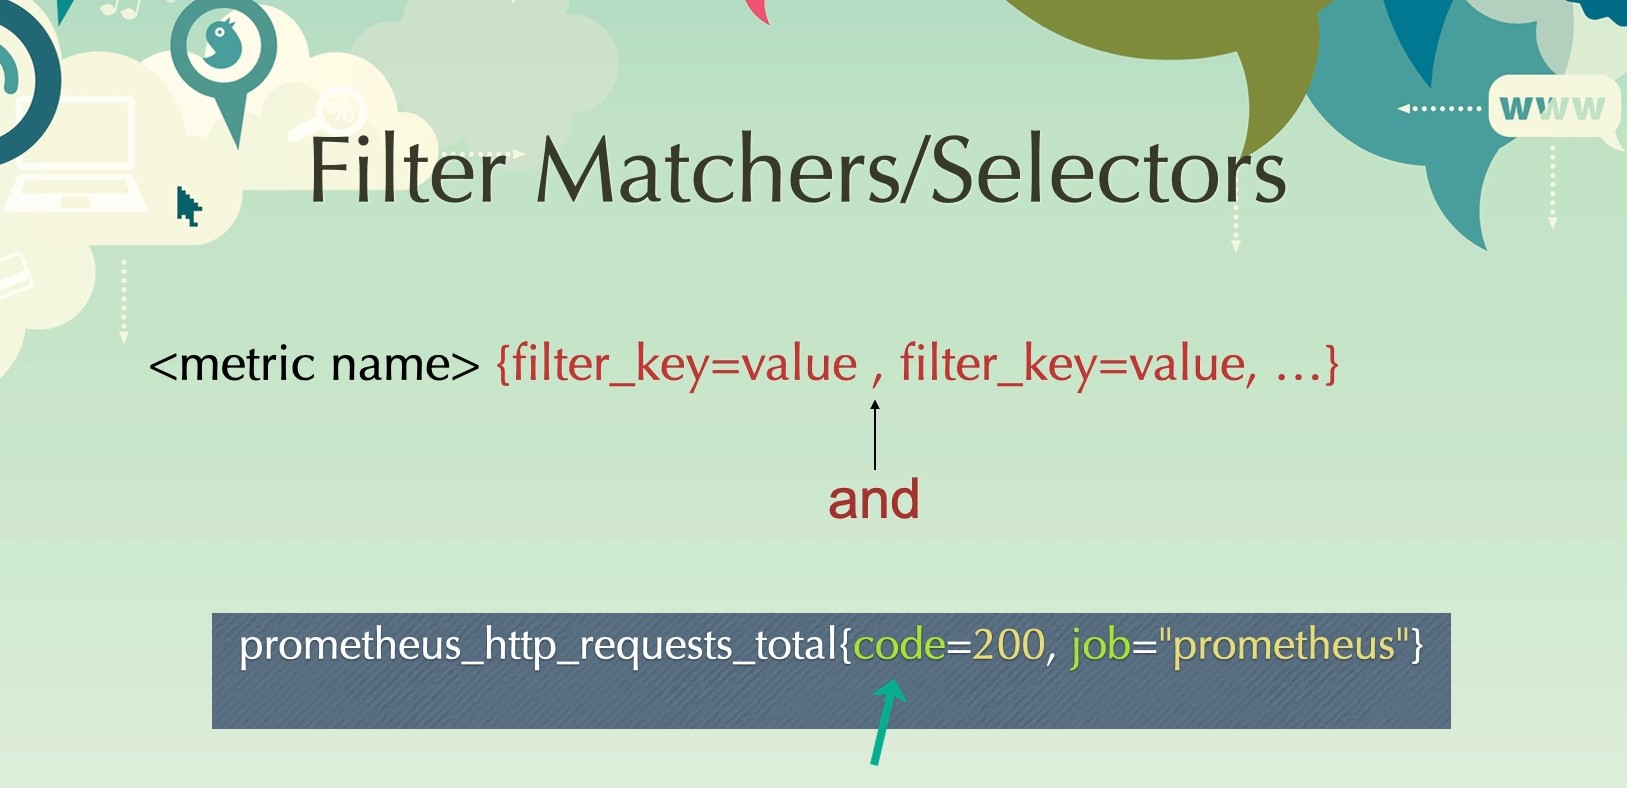 www
%
Filter Matchers/Selectors
<metric name> {filter_key=value , filter_key=value, ...}
and
prometheus_http_requests_total{code=200, job="prometheus"}